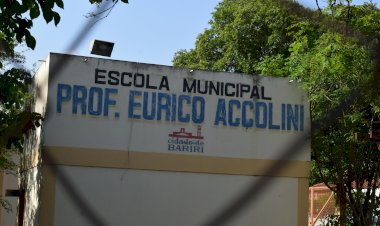 ESCOLA MUNICIPAL
PROF. EURICO ACCOLINI
cidade de
BARIRI